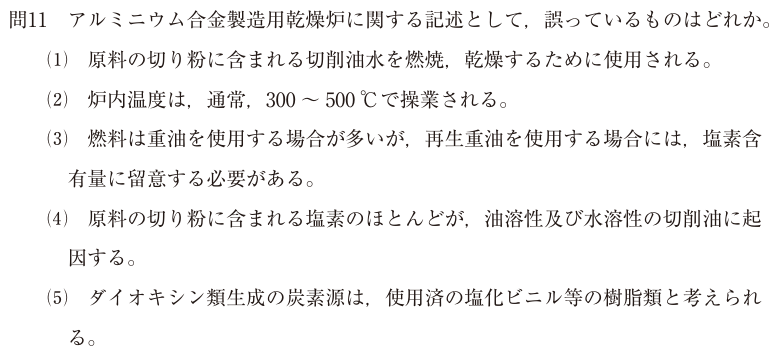 問11　アルミニウム合金製造用乾燥炉に関する記述として，誤っているものはどれか。
⑴　原料の切り粉に含まれる切削油水を燃焼，乾燥するために使用される。
⑵　炉内温度は，通常，300 ～ 500 ℃で操業される。
⑶　燃料は重油を使用する場合が多いが，再生重油を使用する場合には，塩素含
有量に留意する必要がある。
⑷　原料の切り粉に含まれる塩素のほとんどが，油溶性及び水溶性の切削油に起
因する。
⑸　ダイオキシン類生成の炭素源は，使用済の塩化ビニル等の樹脂類と考えられ
る。